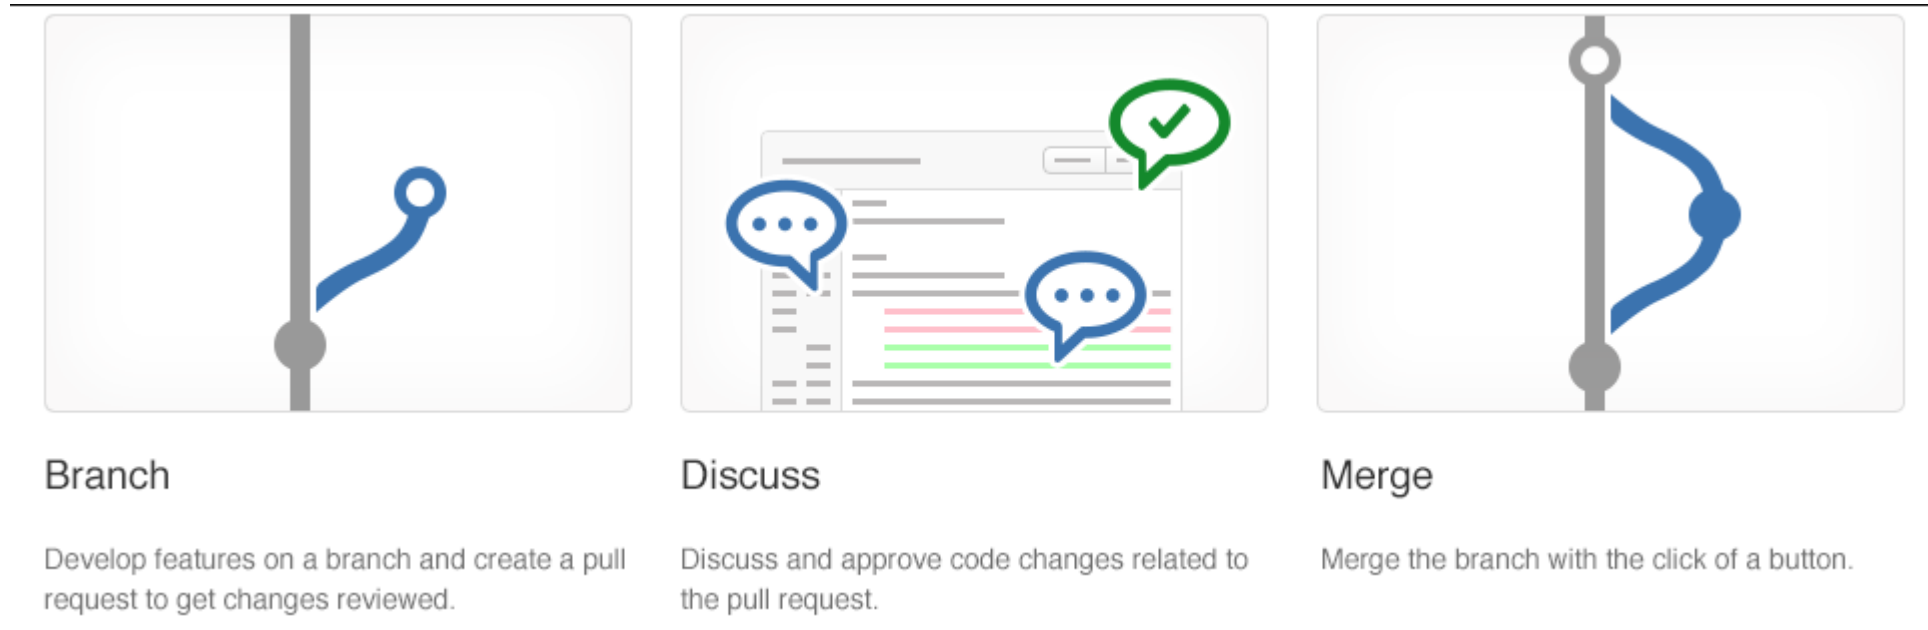 Branch
Develop features on a branch and create a pull
request to get changes reviewed.
Discuss
Discuss and approve code changes related to
the pull request.
Merge
Merge the branch with the click of a button.